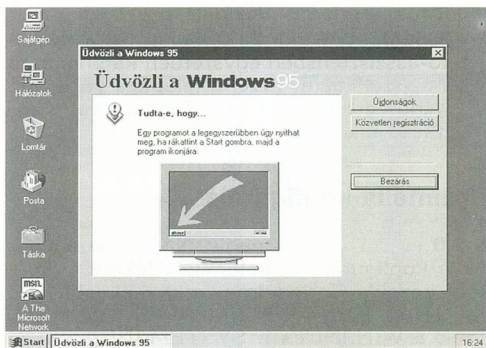 Sajátgép
Hálózatok
Lomtár
Posta
Táska
msn.
A The
Microsoft
Network
Üdvözli a Windows 95
Üdvözli a Windows 95
Tudta-e, hogy...
Egy programot a legegyszerűbben úgy nyithat
meg, ha rákattint a Start gombra, majd a
program ikonjára.
Újdonságok
Közvetlen regisztráció
Bezárás
Start
Üdvözli a Windows 95
16:24